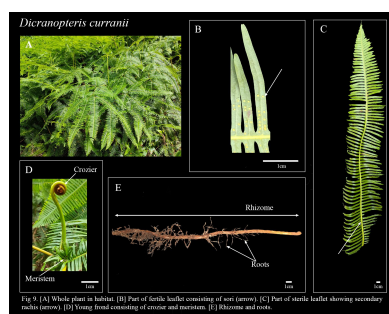 Dicranopteris curranii
A
B
1cm
C
1cm
D
Crozier
Meristem
1cm
E
Rhizome
Roots
1cm
Fig 9. [A] Whole plant in habitat. [B] Part of fertile leaflet consisting of sori (arrow). [C] Part of sterile leaflet showing secondary
rachis (arrow). [D] Young frond consisting of crozier and meristem. [E] Rhizome and roots.